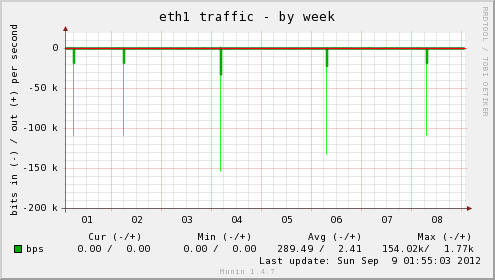 eth1 traffic - by week
RRDTOOL / TOBI OETIKER
bits in (-) / out (+) per second
0
-50 k
-100 k
-150 k
-200 k
01 02 03 04 05 06 07 08
Cur (-/+) Min (-/+) Avg (-/+) Max (-/+)
bps 0.00 / 0.00 0.00 / 0.00 289.49 / 2.41 154.02k/ 1.77k
Last update: Sun Sep 9 01:55:03 2012
Munin 1.4.7